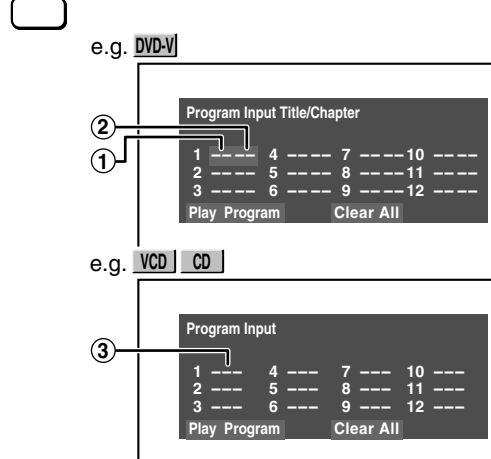 e.g. DVD-V
Program Input Title/Chapter
2
1
1 –– –– 4 –– –– 7 –– –– 10 –– ––
2 –– –– 5 –– –– 8 –– –– 11 –– ––
3 –– –– 6 –– –– 9 –– –– 12 –– ––
Play Program Clear All
e.g. VCD CD
Program Input
3
1 ––– 4 ––– 7 ––– 10 –––
2 ––– 5 ––– 8 ––– 11 –––
3 ––– 6 ––– 9 ––– 12 –––
Play Program Clear All